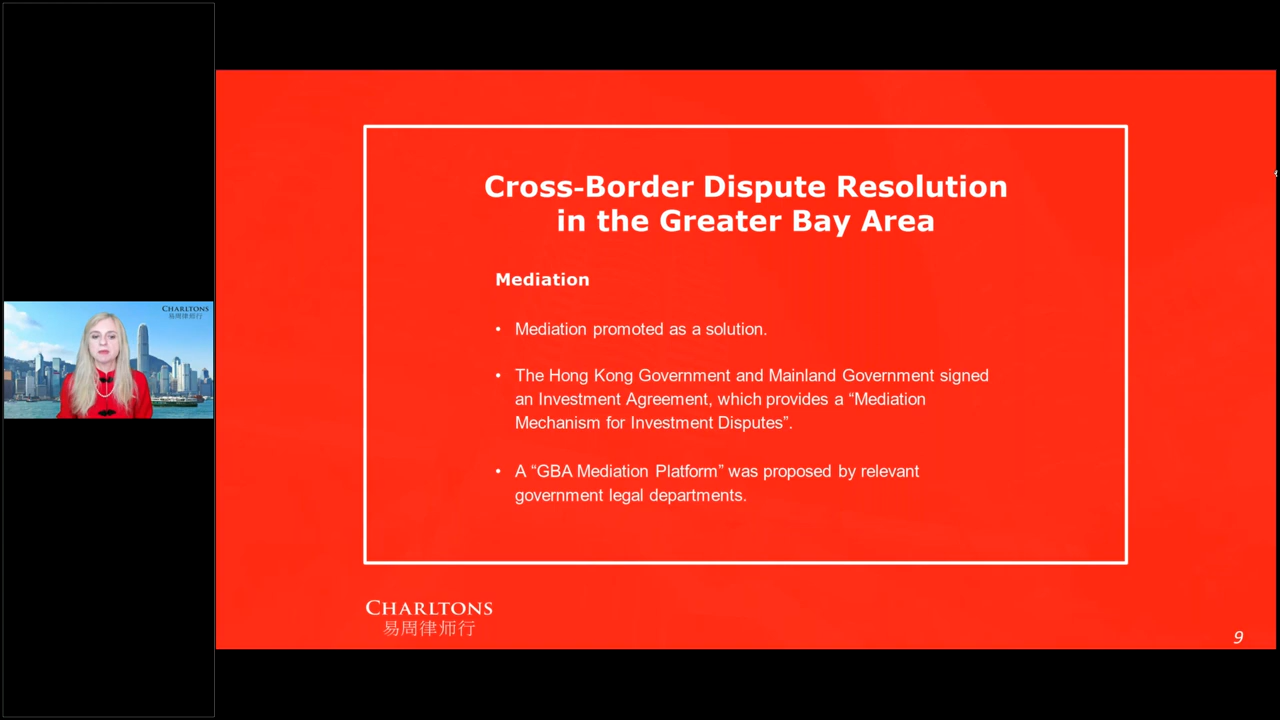 CHARLTONS
易周律师行
Cross-Border Dispute Resolution
in the Greater Bay Area
Mediation
• Mediation promoted as a solution.
• The Hong Kong Government and Mainland Government signed
an Investment Agreement, which provides a “Mediation
Mechanism for Investment Disputes”.
• A “GBA Mediation Platform” was proposed by relevant
government legal departments.
CHARLTONS
易周律师行
9